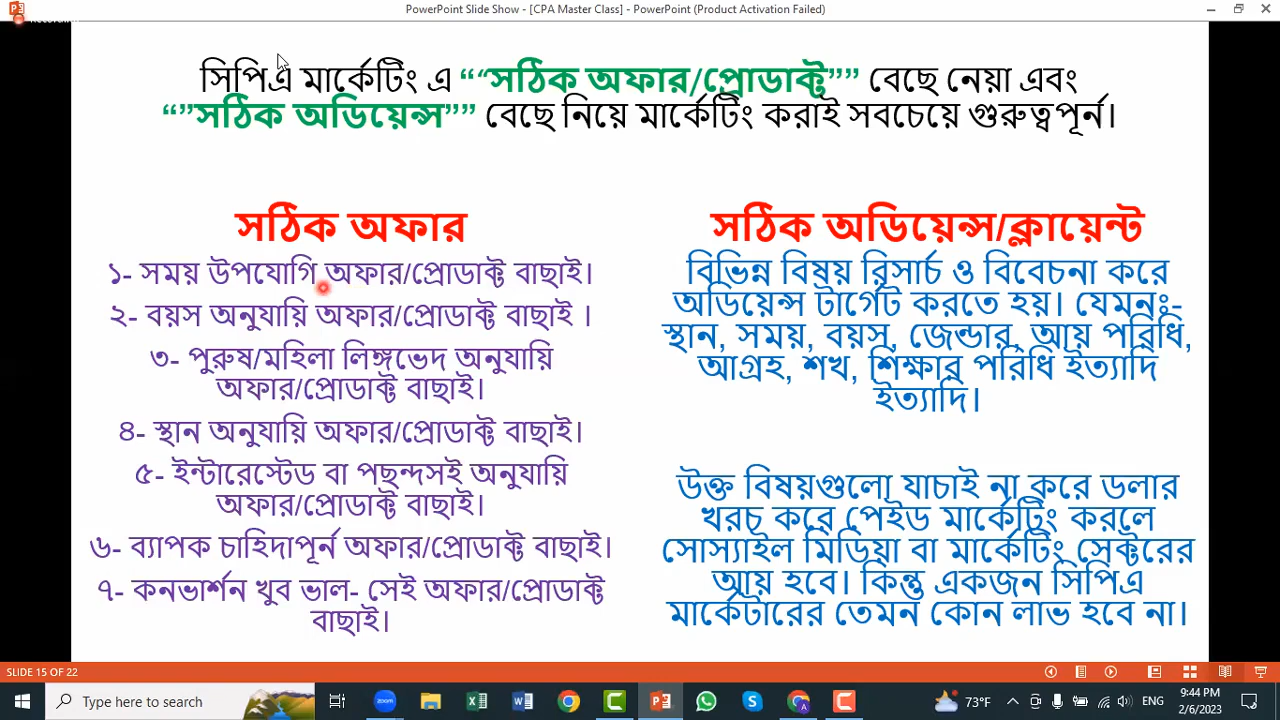 PowerPoint Slide Show - [CPA Master Class] - PowerPoint (Product Activation Failed)
সিপিএ মার্কেটিং এ “‘‘সঠিক অফার/প্রোডাক্ট”” বেছে নেয়া এবং
“”সঠিক অডিয়েন্স”” বেছে নিয়ে মার্কেটিং করাই সবচেয়ে গুরুত্বপূর্ন।
সঠিক অফার
১- সময় উপযোগি অফার/প্রোডাক্ট বাছাই।
২- বয়স অনুযায়ি অফার/প্রোডাক্ট বাছাই ।
৩- পুরুষ/মহিলা লিঙ্গভেদ অনুযায়ি
অফার/প্রোডাক্ট বাছাই।
৪- স্থান অনুযায়ি অফার/প্রোডাক্ট বাছাই।
৫- ইন্টারেস্টেড বা পছন্দসই অনুযায়ি
অফার/প্রোডাক্ট বাছাই।
৬- ব্যাপক চাহিদাপূর্ন অফার/প্রোডাক্ট বাছাই।
৭- কনভার্শন খুব ভাল- সেই অফার/প্রোডাক্ট
বাছাই।
সঠিক অডিয়েন্স/ক্লায়েন্ট
বিভিন্ন বিষয় রিসার্চ ও বিবেচনা করে
অডিয়েন্স টার্গেট করতে হয়। যেমনঃ-
স্থান, সময়, বয়স, জেন্ডার, আয় পরিধি,
আগ্রহ, শখ, শিক্ষার পরিধি ইত্যাদি
ইত্যাদি।
উক্ত বিষয়গুলো যাচাই না করে ডলার
খরচ করে পেইড মার্কেটিং করলে
সোস্যাইল মিডিয়া বা মার্কেটিং সেক্টরের
আয় হবে। কিন্তু একজন সিপিএ
মার্কেটারের তেমন কোন লাভ হবে না।
SLIDE 15 OF 22
Type here to search
zoom
73°F
ENG
9:44 PM
2/6/2023